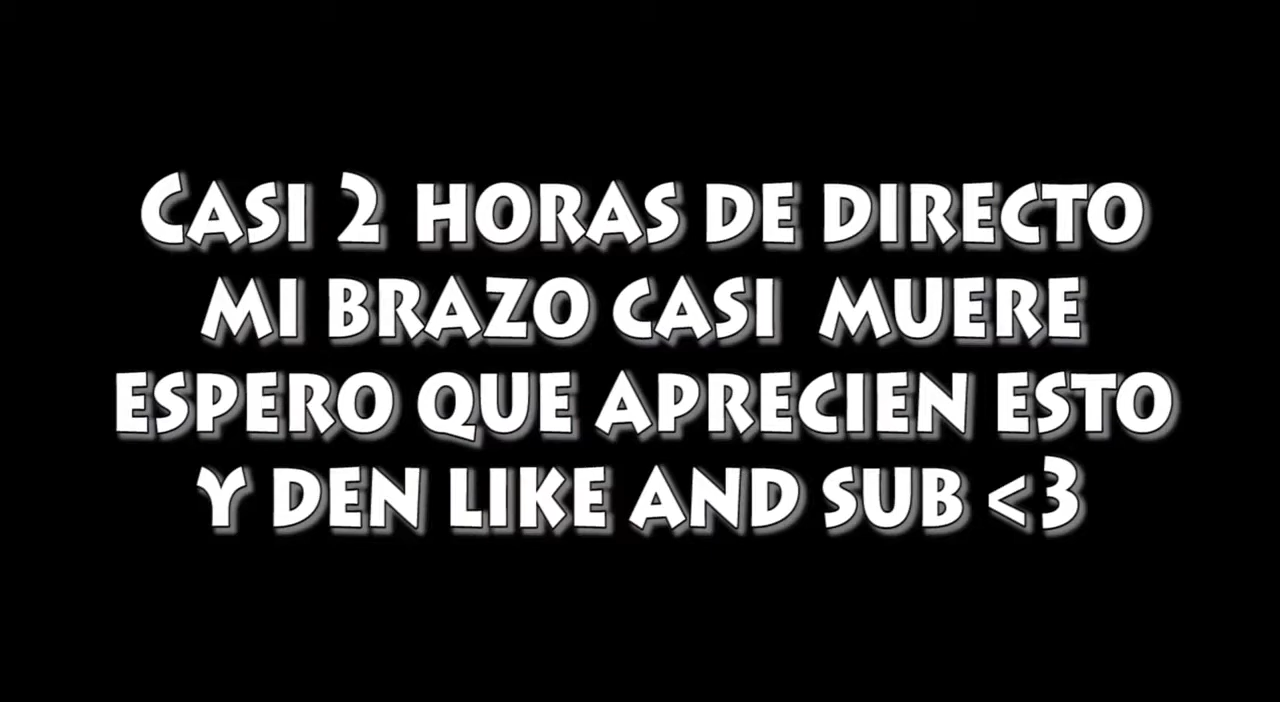 Casi 2 horas de directo
mi brazo casi muere
espero que aprecien esto
y den like and sub <3